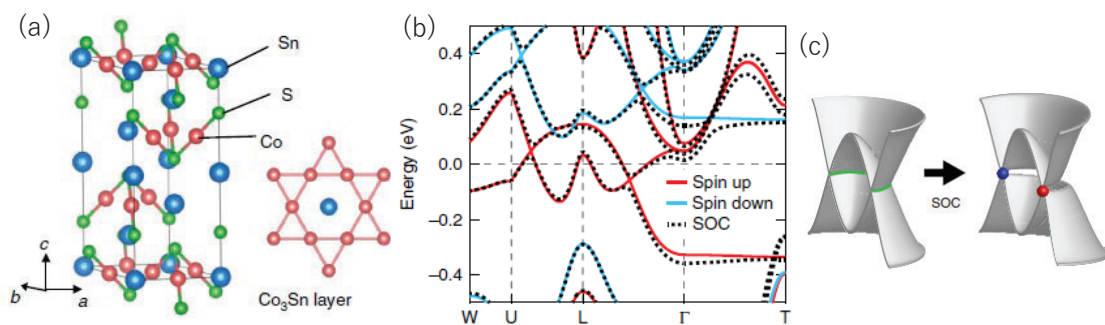 (a)
Sn
S
Co
c
b
a
Co3Sn layer
(b)
Energy (eV)
0.4
0.2
0.0
−0.2
−0.4
Spin up
Spin down
SOC
W
U
L
Γ
T
(c)
SOC